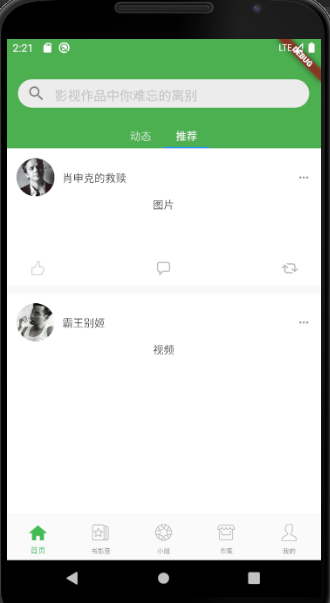 2:21
LTE
DEBUG
影视作品中你难忘的离别
动态
推荐
肖申克的救赎
图片
霸王别姬
视频
首页
书影音
小组
市集
我的